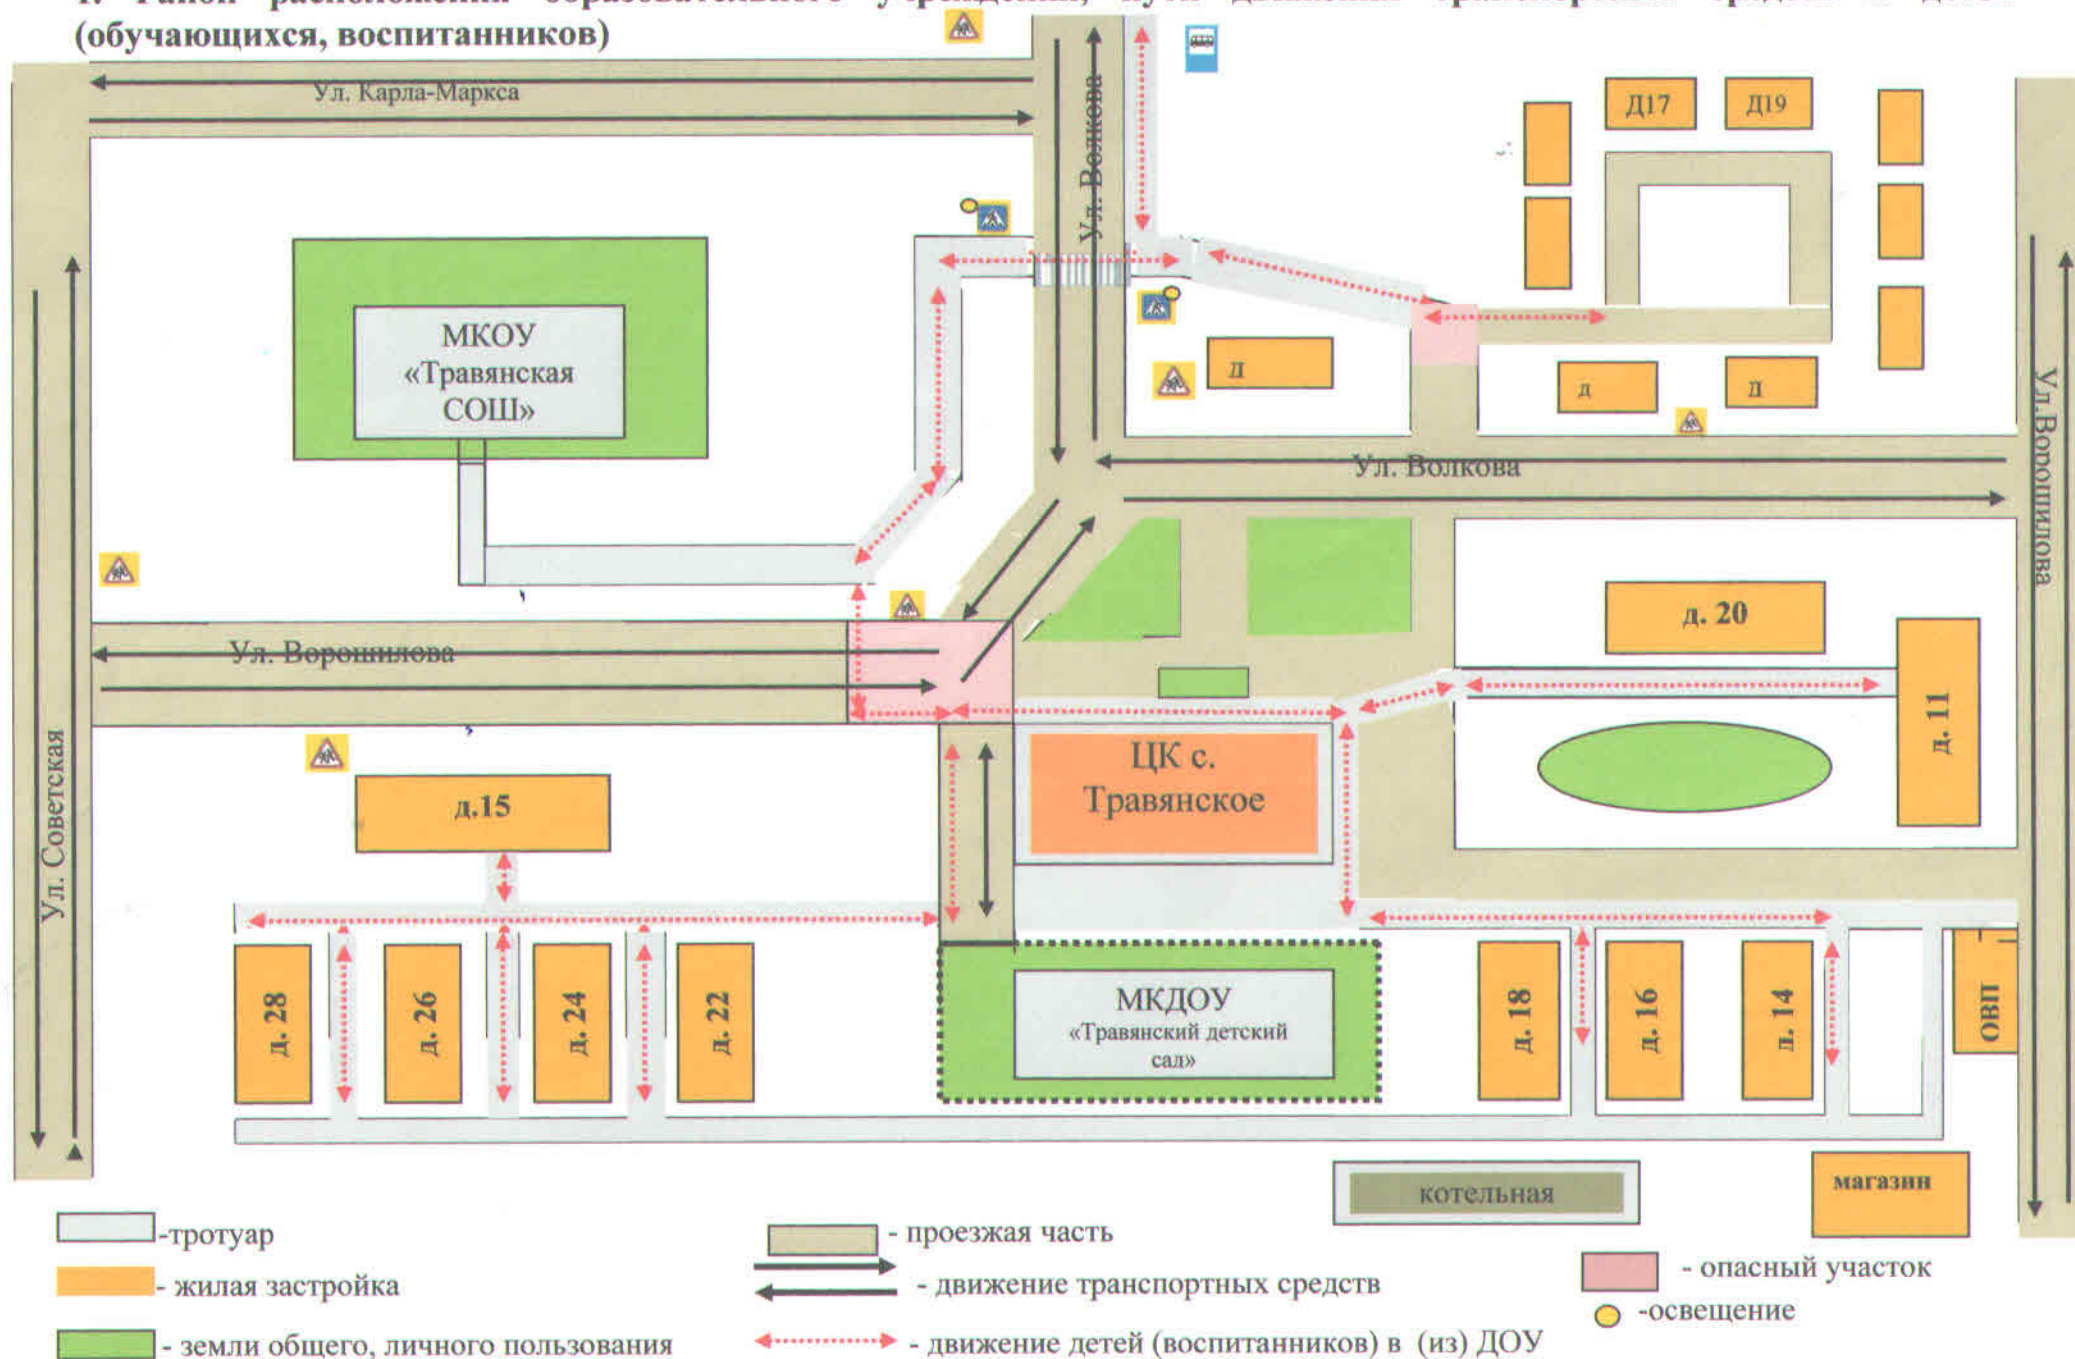 (обучающихся, воспитанников)
Ул. Карла-Маркса
Ул. Волкова
Д17
Д19
МКОУ
«Травянская
СОШ»
Д
д
д
Ул. Волкова
Ул.Ворошилова
Ул. Ворошилова
д. 20
д. 11
Ул. Советская
ЦК с.
Травянское
д.15
д. 28
д. 26
д. 24
д. 22
МКДОУ
«Травянский детский
сад»
д. 18
д. 16
д. 14
ОВП
котельная
магазин
-тротуар
- проезжая часть
- опасный участок
- жилая застройка
- движение транспортных средств
-освещение
- земли общего, личного пользования
- движение детей (воспитанников) в (из) ДОУ